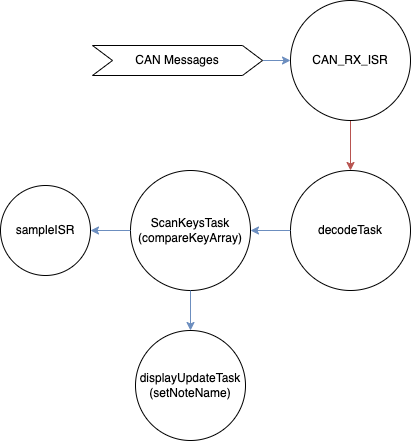 CAN Messages
CAN_RX_ISR
sampleISR
ScanKeysTask
(compareKeyArray)
decodeTask
displayUpdateTask
(setNoteName)